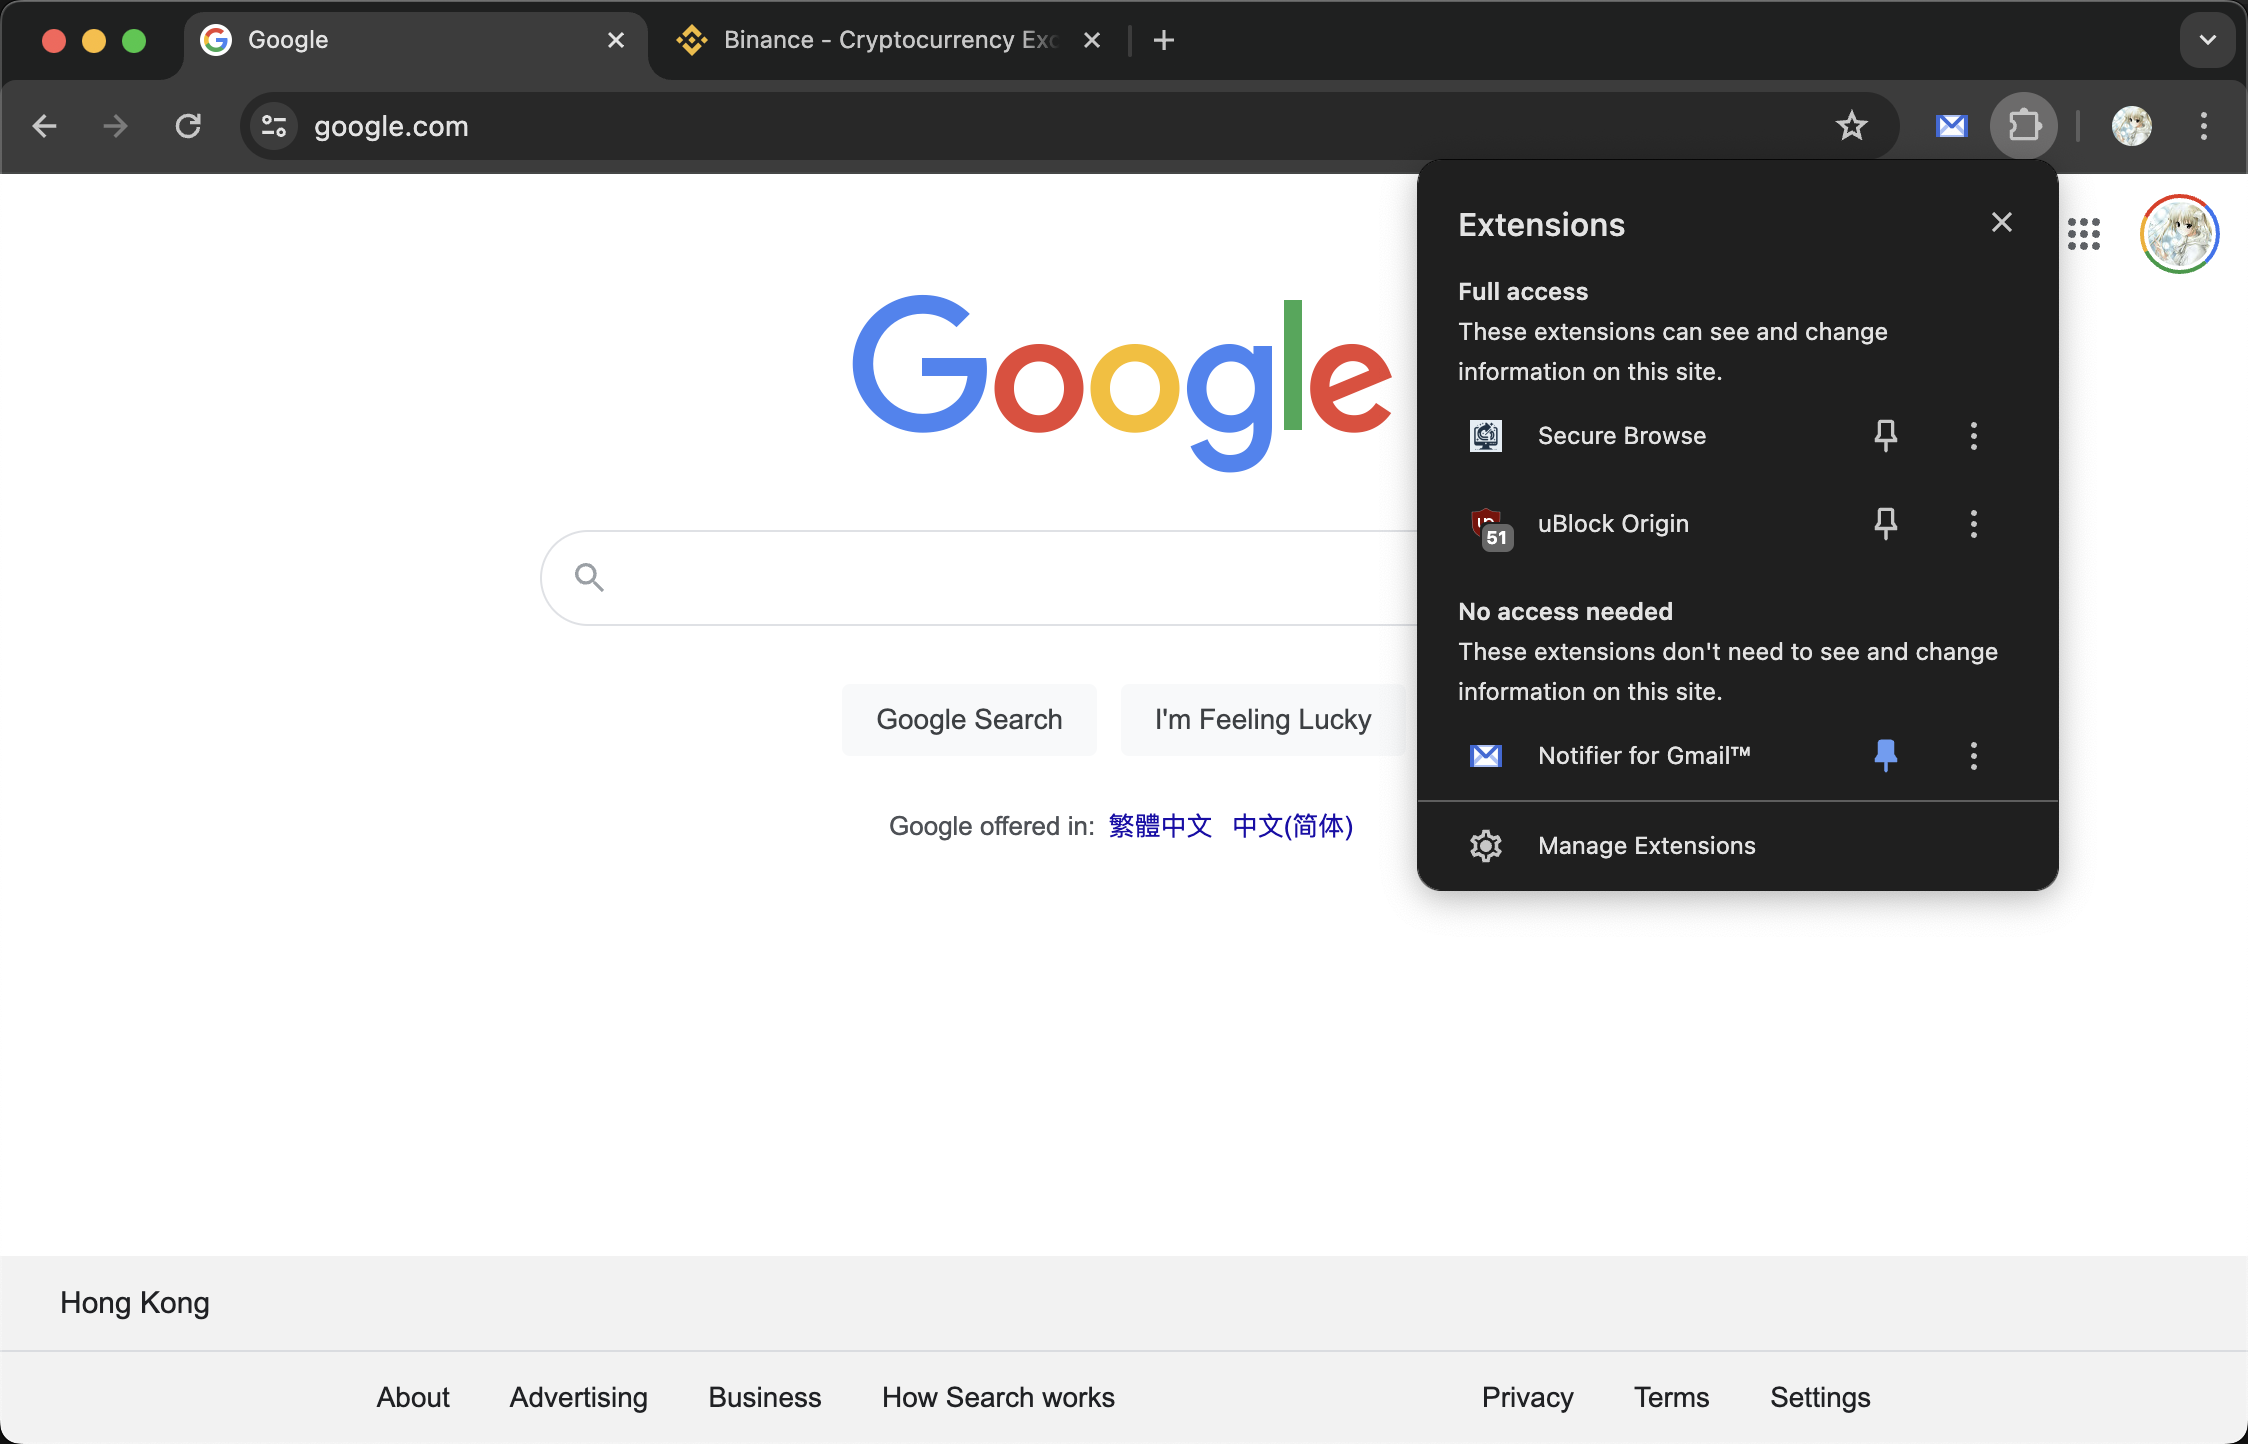 Google
Binance - Cryptocurrency Exc
google.com
Extensions
Full access
These extensions can see and change
information on this site.
Secure Browse
51
uBlock Origin
No access needed
These extensions don't need to see and change
information on this site.
Notifier for Gmail™
Manage Extensions
Google
Google Search
I'm Feeling Lucky
Google offered in: 繁體中文 中文(简体)
Hong Kong
About Advertising Business How Search works Privacy Terms Settings